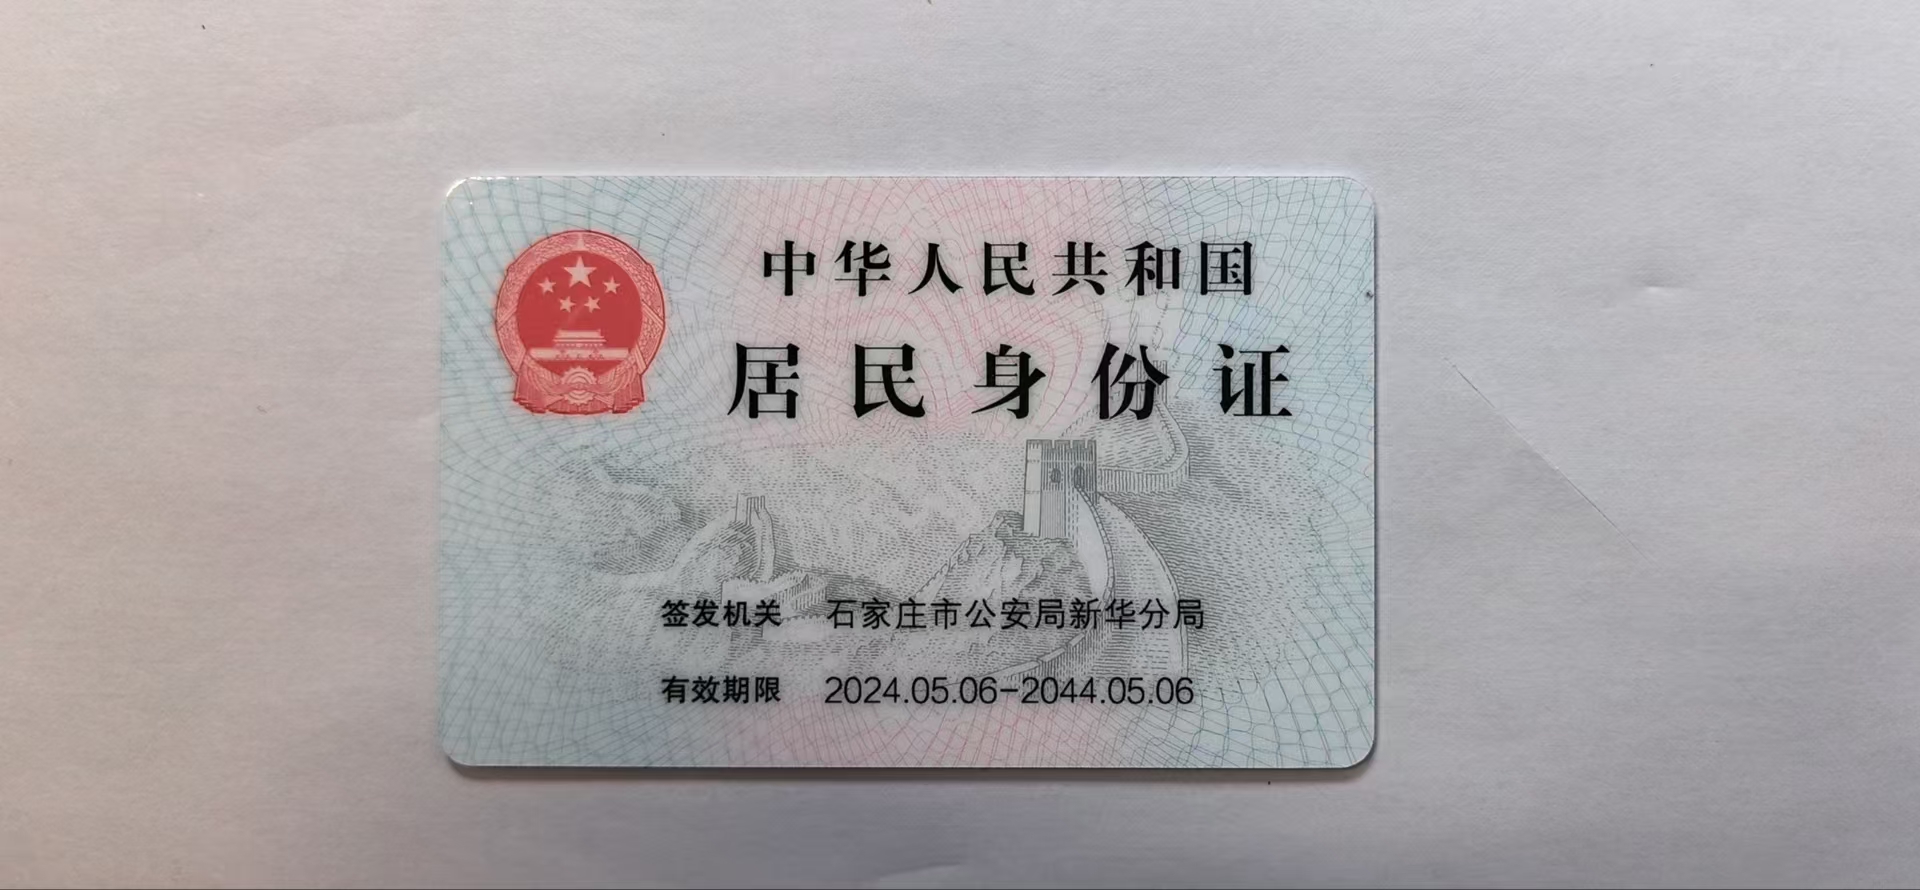 中华人民共和国
居民身份证
签发机关 石家庄市公安局新华分局
有效期限 2024.05.06-2044.05.06